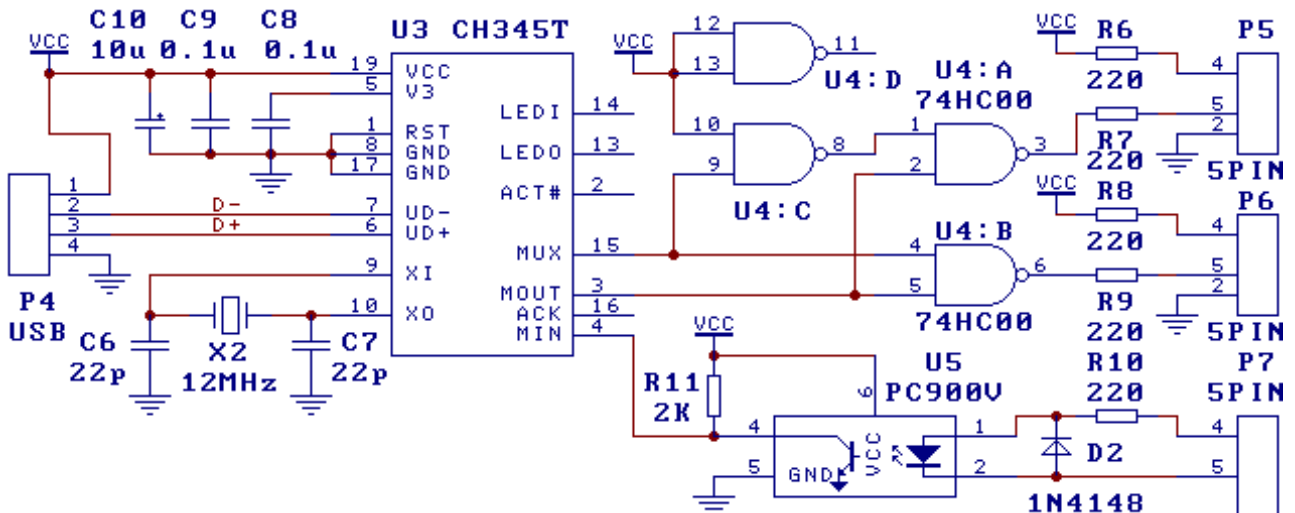 C10 C9 C8
10u 0.1u 0.1u
VCC
U3 CH345T
19 VCC
5 V3
1 RST
8 GND
17 GND
7 UD-
6 UD+
9 XI
10 XO
LEDI 14
LEDO 13
ACT# 2
MUX 15
MOUT 3
ACK 16
MIN 4
1
2
3
4
D-
D+
P4
USB
C6
22p
X2
12MHz
C7
22p
VCC
12
13
11
U4:D
10
9
8
U4:C
U4:A
74HC00
1
2
3
U4:B
4
5
6
74HC00
VCC
R6
220
R7
220
P5
4
5
2
5PIN
VCC
R8
220
R9
220
P6
4
5
2
5PIN
VCC
R11
2K
U5
PC900V
6
4
5
VCC
GND
1
2
R10
220
D2
1N4148
P7
5PIN
4
5